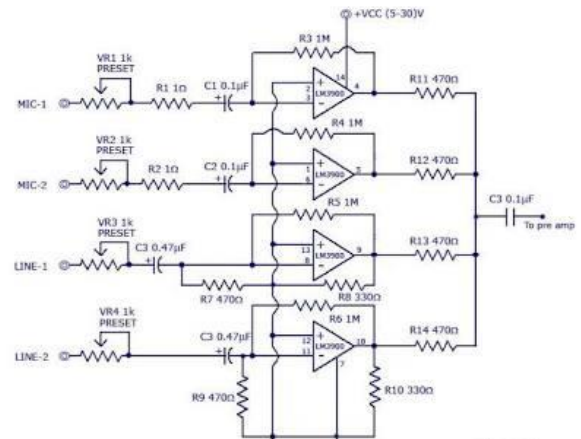 +VCC (5-30)V
R3 1M
VR1 1k
PRESET
R1 1Ω
C1 0.1μF
+
MIC-1
+
2
-
3
14
LM3900
4
R11 470Ω
R4 1M
VR2 1k
PRESET
R2 1Ω
C2 0.1μF
+
MIC-2
+
1
-
6
LM3900
5
R12 470Ω
C3 0.1μF
To pre amp
R5 1M
VR3 1k
PRESET
C3 0.47μF
+
LINE-1
+
13
-
8
LM3900
9
R13 470Ω
R7 470Ω
R8 330Ω
R6 1M
VR4 1k
PRESET
C3 0.47μF
+
LINE-2
+
12
-
11
LM3900
10
7
R14 470Ω
R9 470Ω
R10 330Ω